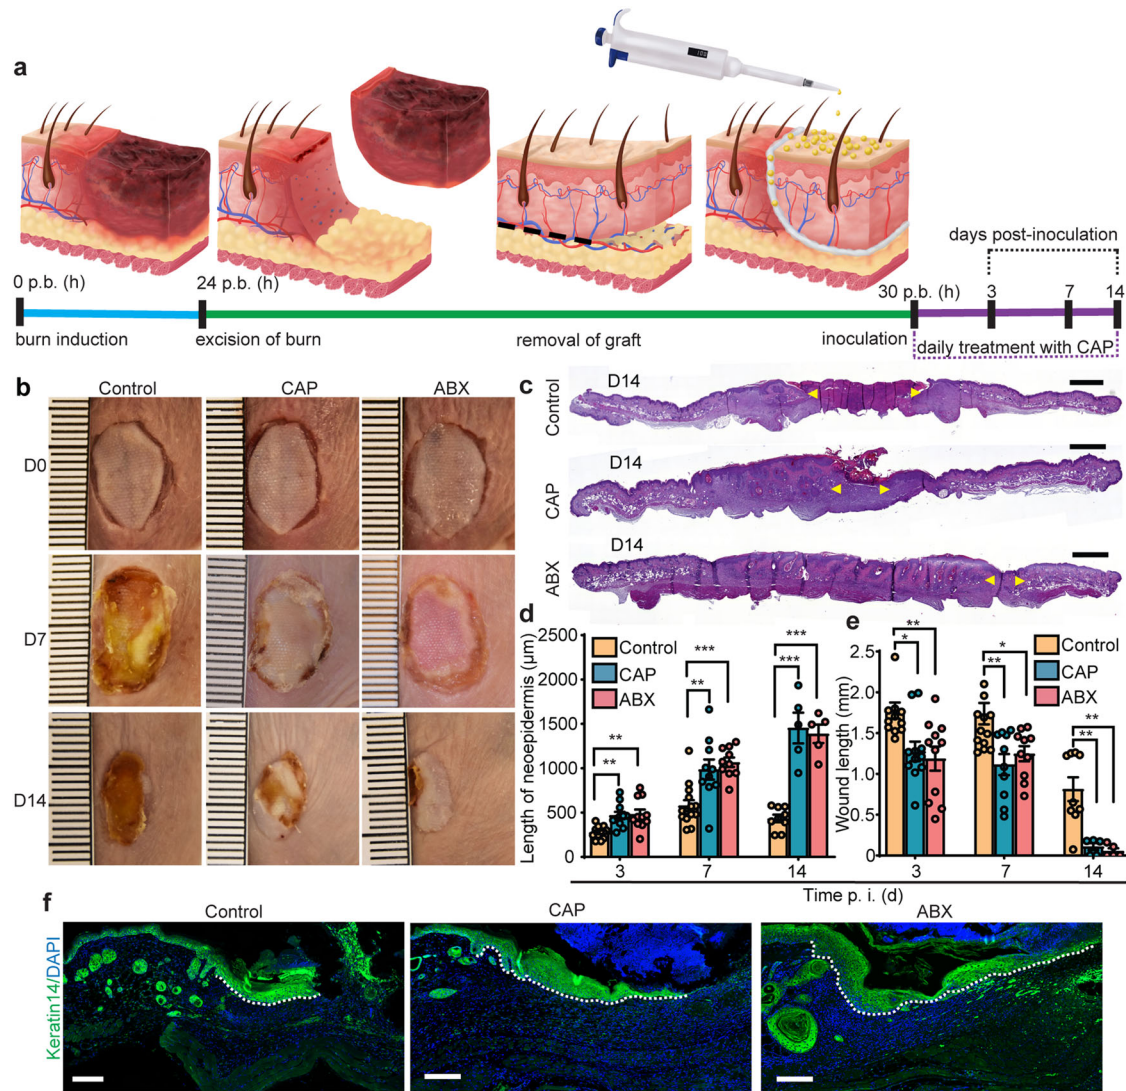 a
0 p.b. (h)
24 p.b. (h)
30 p.b. (h)
days post-inoculation
3
7
14
burn induction
excision of burn
removal of graft
inoculation
daily treatment with CAP
b
Control
CAP
ABX
D0
D7
D14
c
Control
D14
CAP
D14
ABX
D14
d
Length of neoepidermis (µm)
2500
2000
1500
1000
500
0
Control
CAP
ABX
**
**
**
***
***
***
3
7
14
e
Wound length (mm)
2.5
2.0
1.5
1.0
0.5
0.0
Control
CAP
ABX
*
**
**
*
**
**
3
7
14
Time p. i. (d)
f
Control
CAP
ABX
Keratin14/DAPI